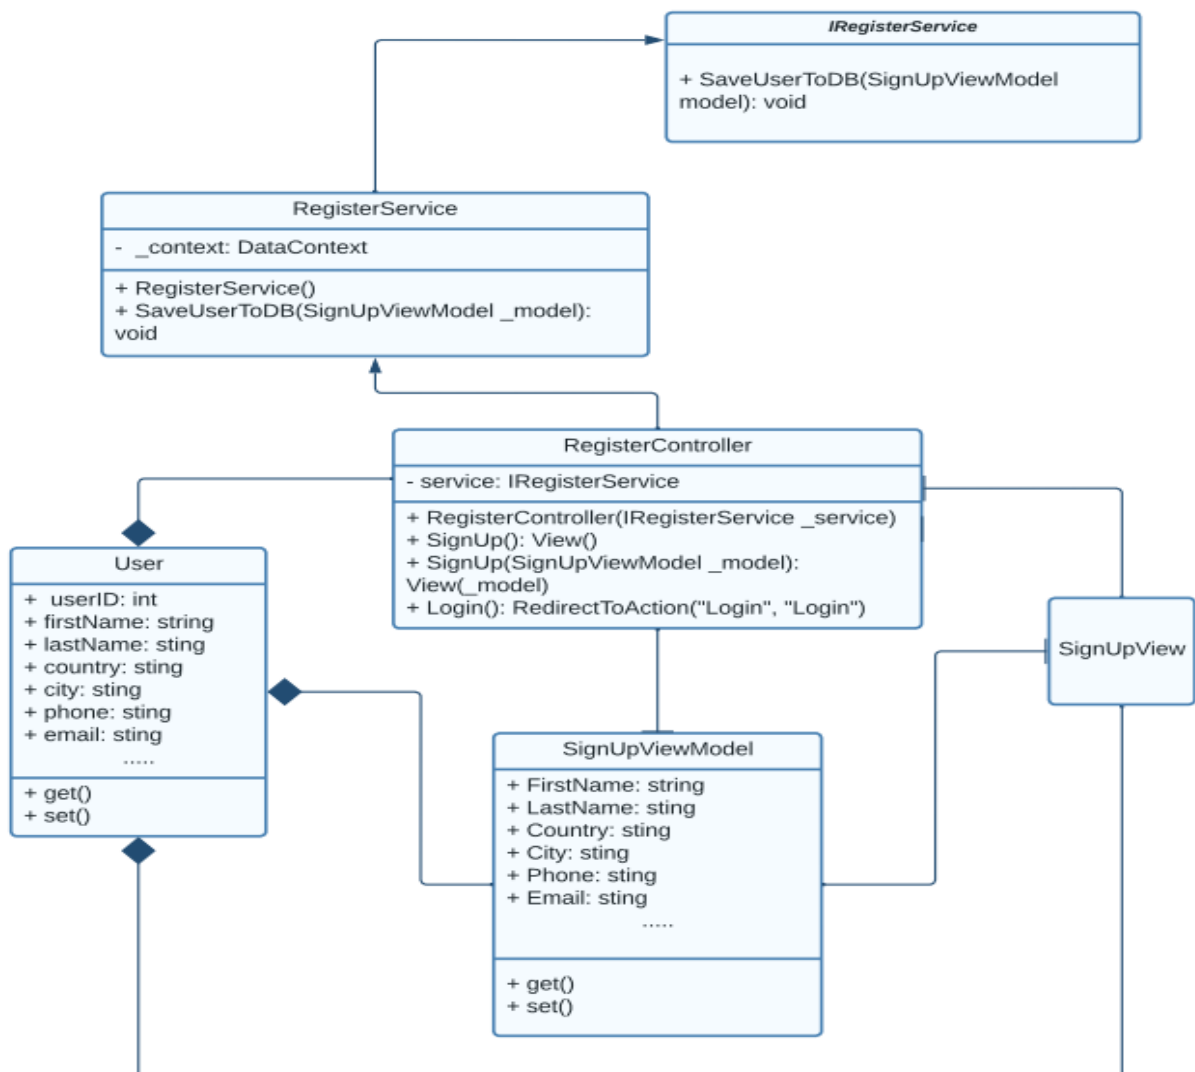 IRegisterService
+ SaveUserToDB(SignUpViewModel
model): void
RegisterService
- _context: DataContext
+ RegisterService()
+ SaveUserToDB(SignUpViewModel _model):
void
RegisterController
- service: IRegisterService
+ RegisterController(IRegisterService _service)
+ SignUp(): View()
+ SignUp(SignUpViewModel _model):
View(_model)
+ Login(): RedirectToAction("Login", "Login")
User
+ userID: int
+ firstName: string
+ lastName: sting
+ country: sting
+ city: sting
+ phone: sting
+ email: sting
.....
+ get()
+ set()
SignUpView
SignUpViewModel
+ FirstName: string
+ LastName: sting
+ Country: sting
+ City: sting
+ Phone: sting
+ Email: sting
.....
+ get()
+ set()